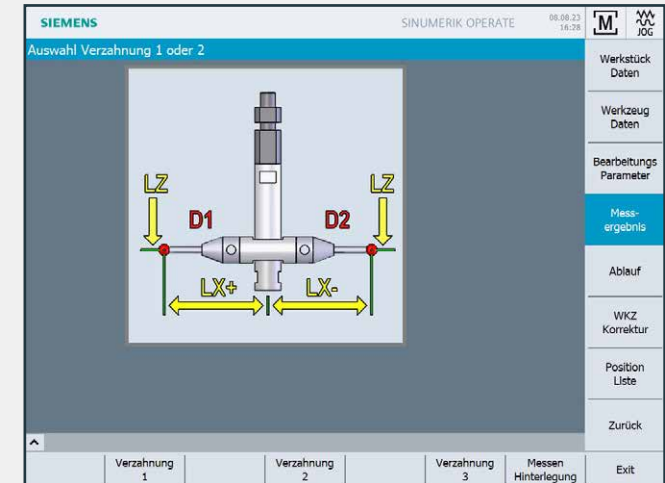 SIEMENS
SINUMERIK OPERATE
08.08.23
16:28
M
JOG
Auswahl Verzahnung 1 oder 2
LZ
LZ
D1
D2
LX+
LX-
Werkstück
Daten
Werkzeug
Daten
Bearbeitungs
Parameter
Mess-
ergebnis
Ablauf
WKZ
Korrektur
Position
Liste
Zurück
Verzahnung
1
Verzahnung
2
Verzahnung
3
Messen
Hinterlegung
Exit